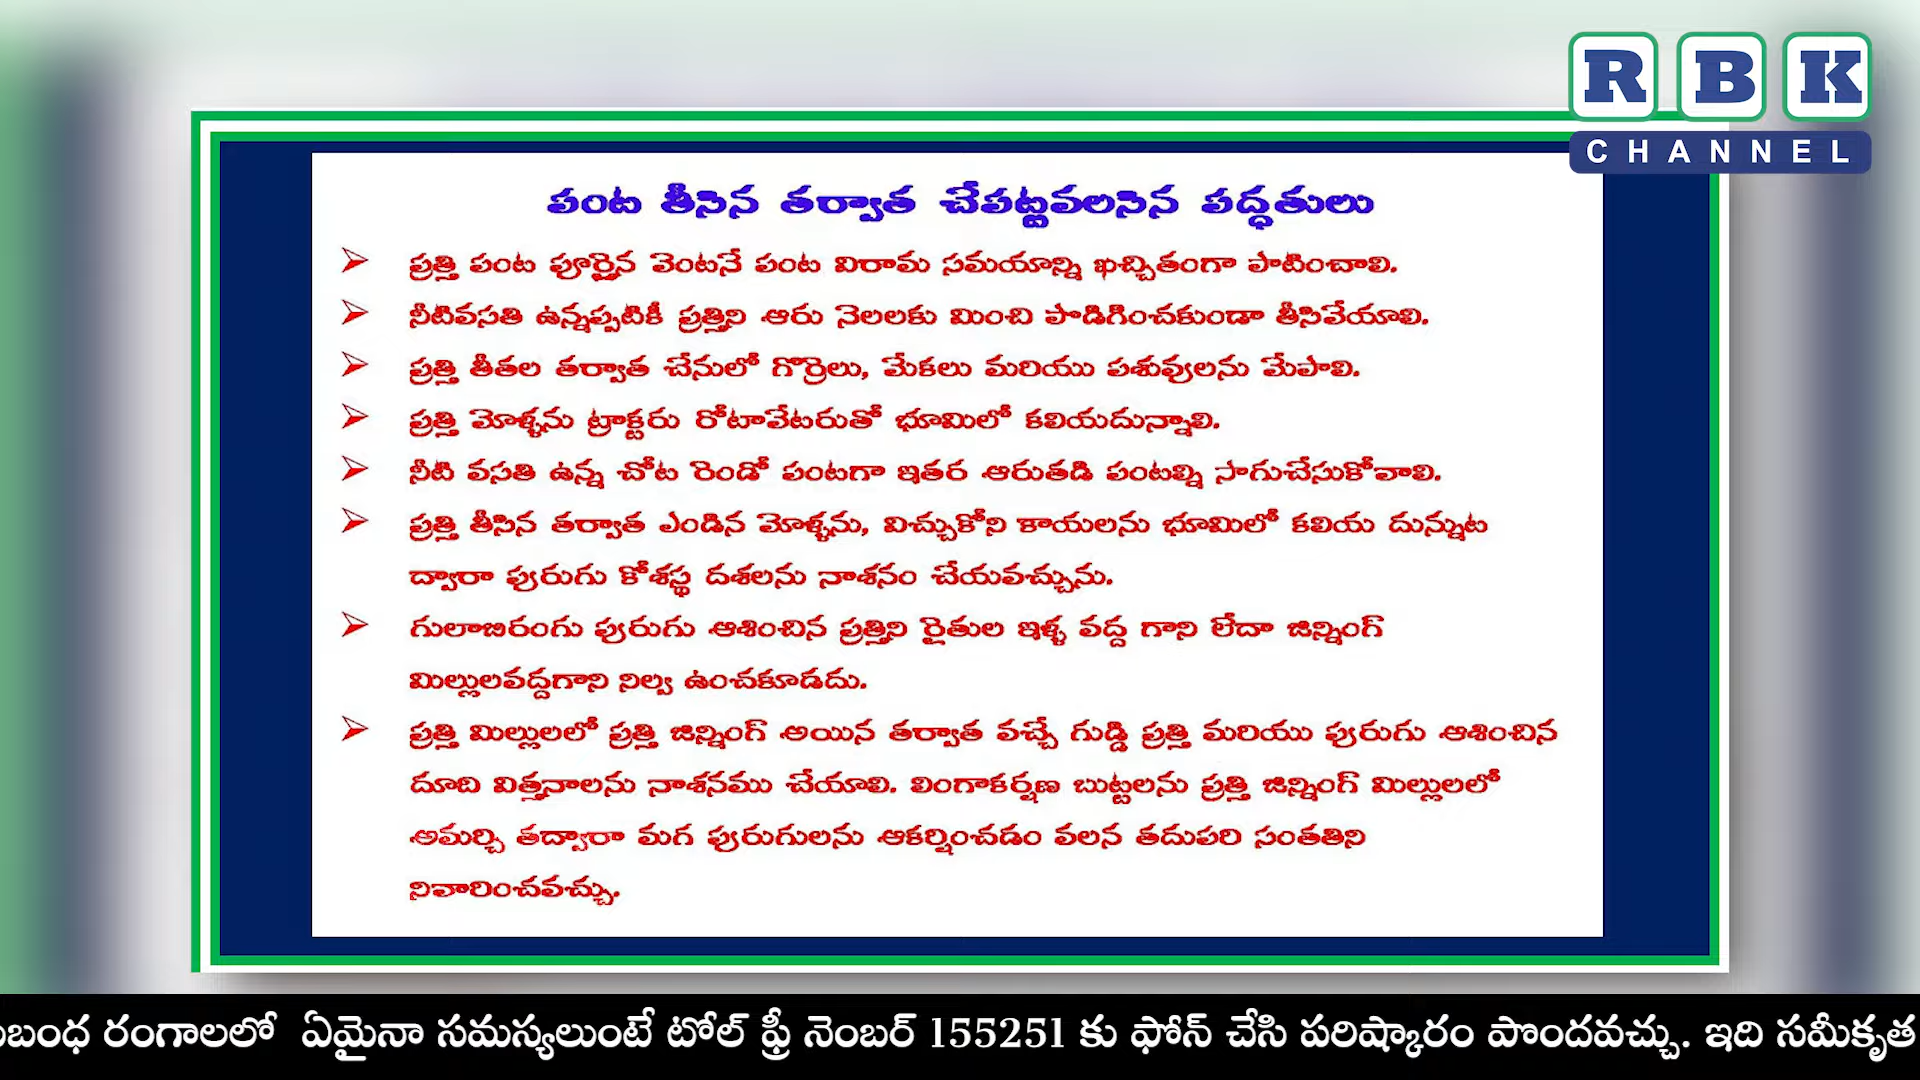 RBK
CHANNEL
పంట తీసిన తర్వాత చేపట్టవలసిన పద్ధతులు
➢ ప్రత్తి పంట పూర్తైన వెంటనే పంట విరామ సమయాన్ని ఖచ్చితంగా పాటించాలి.
➢ నీటివసతి ఉన్నప్పటికీ ప్రత్తిని ఆరు నెలలకు మించి పొడిగించకుండా తీసివేయాలి.
➢ ప్రత్తి తీతల తర్వాత చేనులో గొర్రెలు, మేకలు మరియు పశువులను మేపాలి.
➢ ప్రత్తి మోళ్ళను ట్రాక్టరు రోటావేటరుతో భూమిలో కలియదున్నాలి.
➢ నీటి వసతి ఉన్న చోట రెండో పంటగా ఇతర ఆరుతడి పంటల్ని సాగుచేసుకోవాలి.
➢ ప్రత్తి తీసిన తర్వాత ఎండిన మోళ్ళను, విచ్చుకోని కాయలను భూమిలో కలియ దున్నుట
ద్వారా పురుగు కోశస్థ దశలను నాశనం చేయవచ్చును.
➢ గులాబిరంగు పురుగు ఆశించిన ప్రత్తిని రైతుల ఇళ్ళ వద్ద గాని లేదా జిన్నింగ్
మిల్లులవద్దగాని నిల్వ ఉంచకూడదు.
➢ ప్రత్తి మిల్లులలో ప్రత్తి జిన్నింగ్ అయిన తర్వాత వచ్చే గుడ్డి ప్రత్తి మరియు పురుగు ఆశించిన
దూది విత్తనాలను నాశనము చేయాలి. లింగాకర్షణ బుట్టలను ప్రత్తి జిన్నింగ్ మిల్లులలో
అమర్చి తద్వారా మగ పురుగులను ఆకర్షించడం వలన తదుపరి సంతతిని
నివారించవచ్చు.
బంధ రంగాలలో ఏమైనా సమస్యలుంటే టోల్ ఫ్రీ నెంబర్ 155251 కు ఫోన్ చేసి పరిష్కారం పొందవచ్చు. ఇది సమీకృత